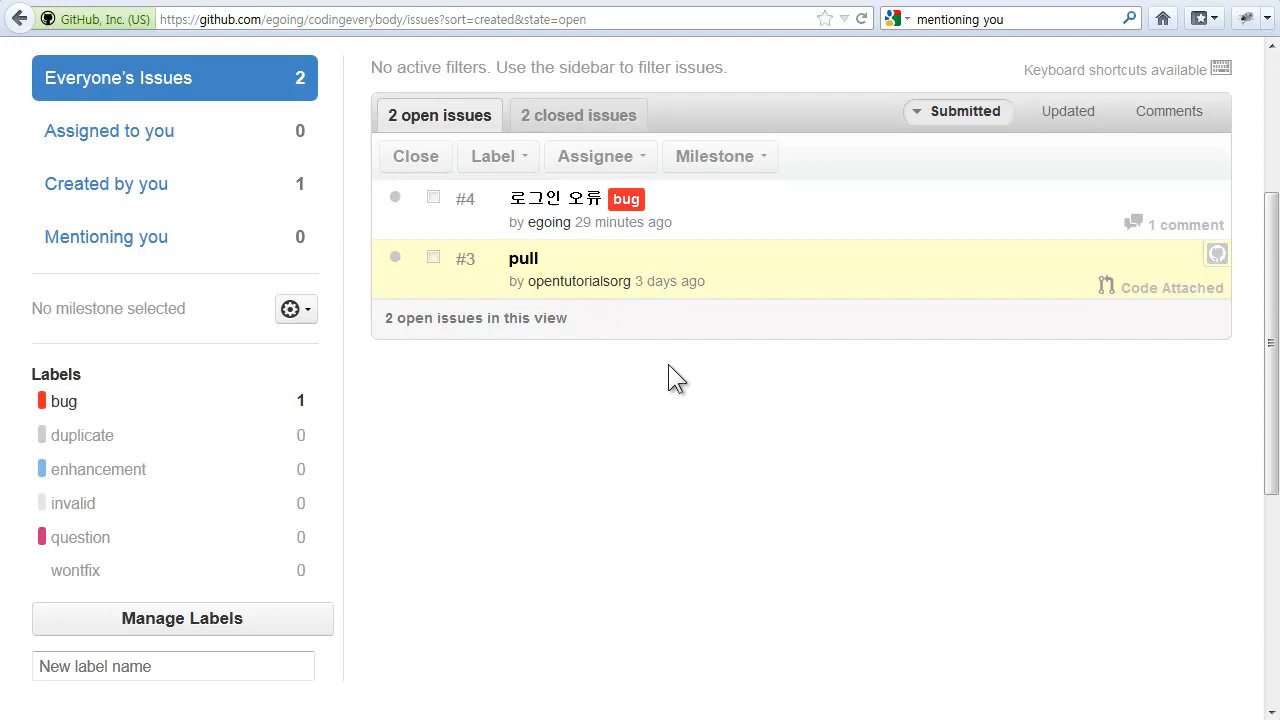 GitHub, Inc. (US)
https://github.com/egoing/codingeverybody/issues?sort=created&state=open
mentioning you
Everyone's Issues 2
Assigned to you 0
Created by you 1
Mentioning you 0
No milestone selected
Labels
bug 1
duplicate 0
enhancement 0
invalid 0
question 0
wontfix 0
Manage Labels
New label name
No active filters. Use the sidebar to filter issues.
Keyboard shortcuts available
2 open issues 2 closed issues
Submitted Updated Comments
Close Label Assignee Milestone
#4 로그인 오류 bug
by egoing 29 minutes ago
1 comment
#3 pull
by opentutorialsorg 3 days ago
Code Attached
2 open issues in this view